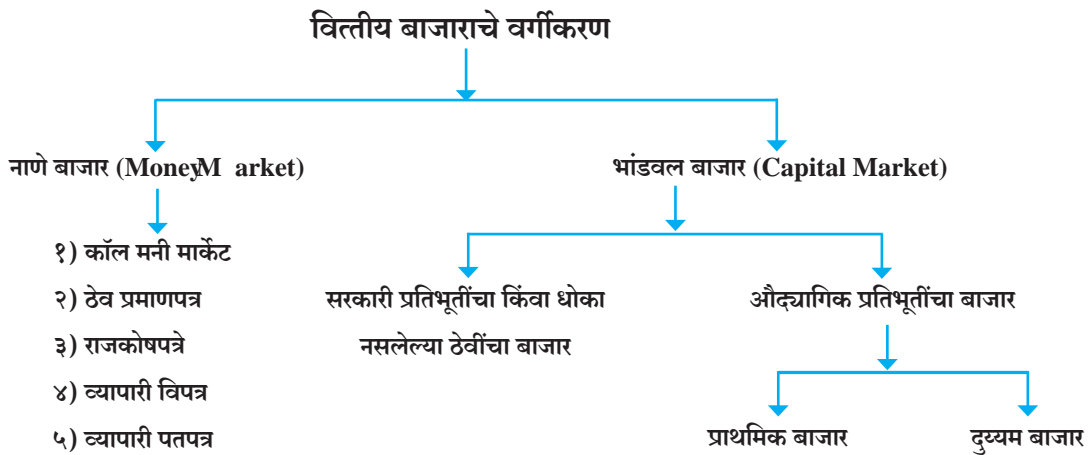 वित्तीय बाजाराचे वर्गीकरण
नाणे बाजार (MoneyM arket)
भांडवल बाजार (Capital Market)
१) कॉल मनी मार्केट
२) ठेव प्रमाणपत्र
३) राजकोषपत्रे
४) व्यापारी विपत्र
५) व्यापारी पतपत्र
सरकारी प्रतिभूतींचा किंवा धोका
नसलेल्या ठेवींचा बाजार
औद्यागिक प्रतिभूतींचा बाजार
प्राथमिक बाजार
दुय्यम बाजार